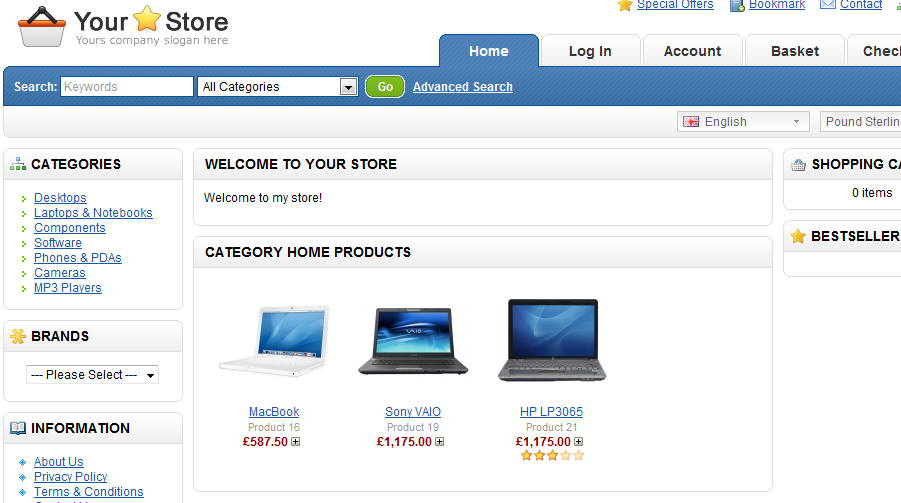 Your Store
Yours company slogan here
Special Offers
Bookmark
Contact
Home
Log In
Account
Basket
Search:
Keywords
All Categories
Go
Advanced Search
English
CATEGORIES
Desktops
Laptops & Notebooks
Components
Software
Phones & PDAs
Cameras
MP3 Players
BRANDS
--- Please Select ---
INFORMATION
About Us
Privacy Policy
Terms & Conditions
WELCOME TO YOUR STORE
Welcome to my store!
CATEGORY HOME PRODUCTS
VAIO
MacBook
Product 16
£587.50
Sony VAIO
Product 19
£1,175.00
HP LP3065
Product 21
£1,175.00
SHOPPING
0 items
BESTSELLER